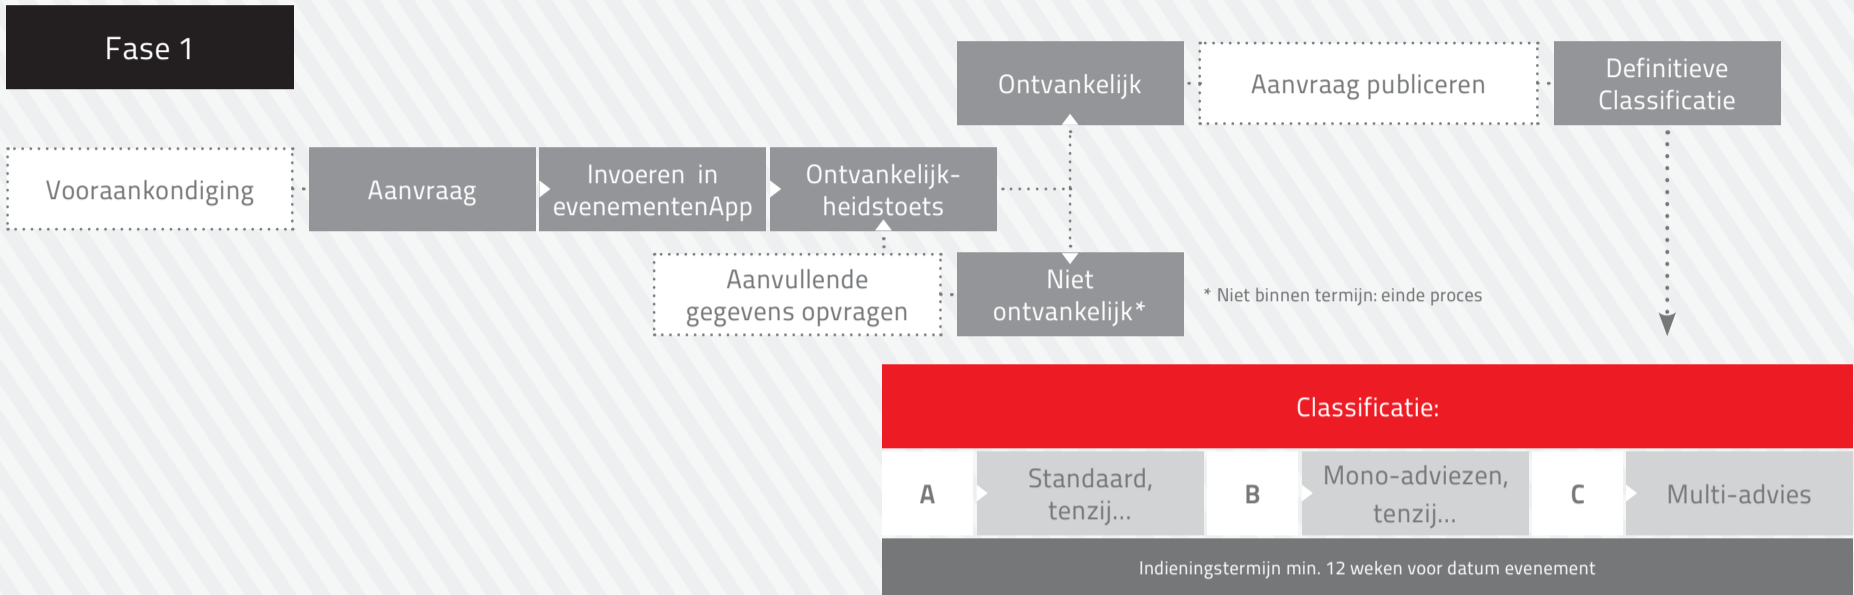 Fase 1
Vooraankondiging
Aanvraag
Invoeren in
evenementenApp
Ontvankelijk-
heidstoets
Ontvankelijk
Aanvraag publiceren
Definitieve
Classificatie
Aanvullende
gegevens opvragen
Niet
ontvankelijk*
* Niet binnen termijn: einde proces
Classificatie:
A
Standaard,
tenzij...
B
Mono-adviezen,
tenzij...
C
Multi-advies
Indieningstermijn min. 12 weken voor datum evenement